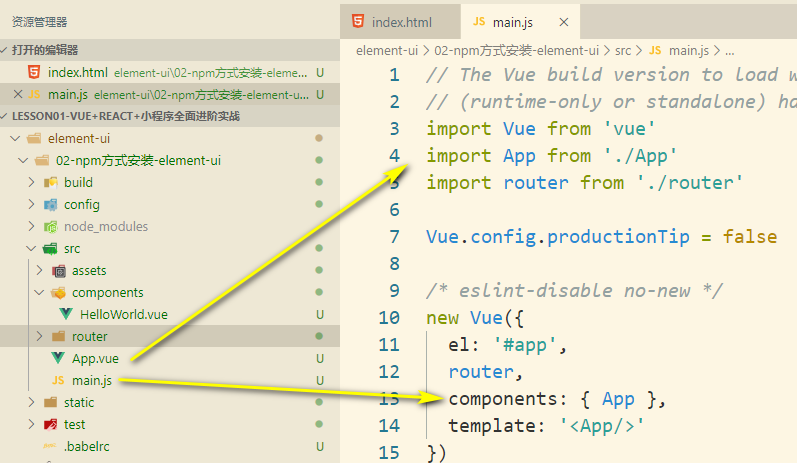 资源管理器
打开的编辑器
index.html element-ui\02-npm方式安装-eleme... U
JS main.js element-ui\02-npm方式安装-element-u... U
LESSON01-VUE+REACT+小程序全面进阶实战
element-ui
02-npm方式安装-element-ui
build
config
node_modules
src
assets
components
HelloWorld.vue U
router
App.vue U
JS main.js U
static
test
.babelrc U
index.html
JS main.js
element-ui > 02-npm方式安装-element-ui > src > JS main.js > ...
1 // The Vue build version to load w
2 // (runtime-only or standalone) ha
3 import Vue from 'vue'
4 import App from './App'
5 import router from './router'
6
7 Vue.config.productionTip = false
8
9 /* eslint-disable no-new */
10 new Vue({
11 el: '#app',
12 router,
13 components: { App },
14 template: '<App/>'
15 })